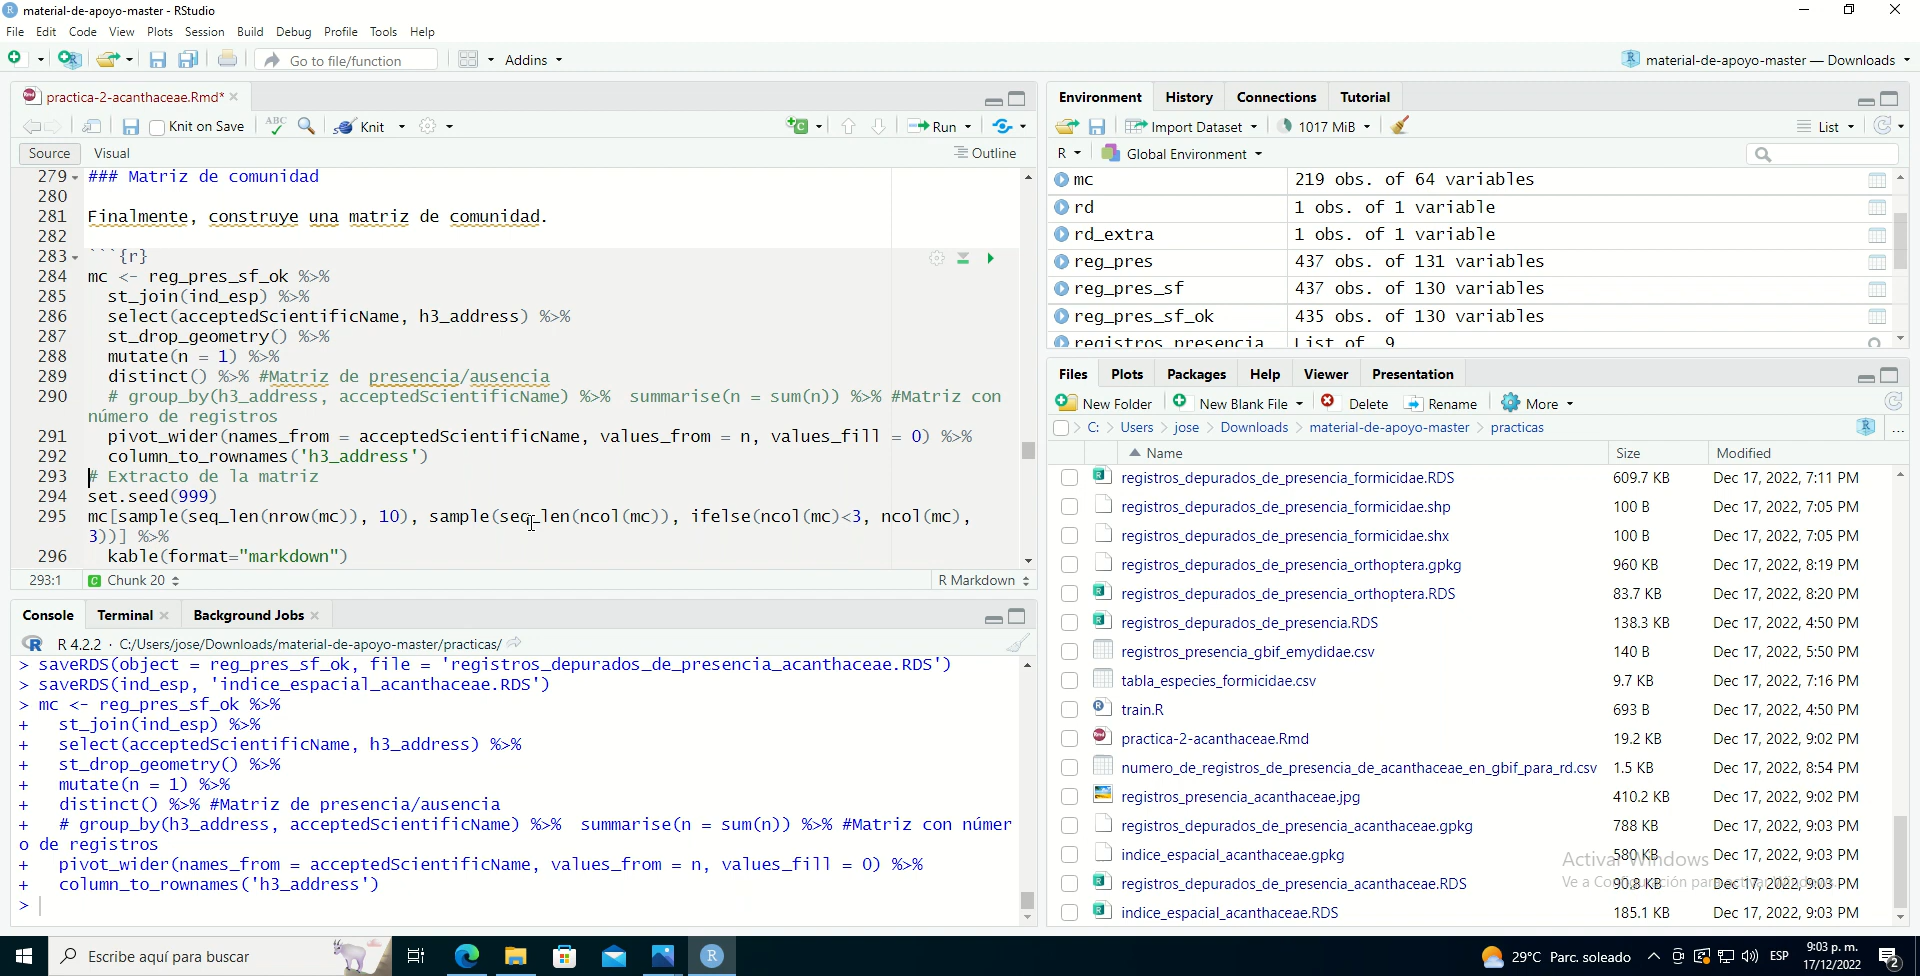 material-de-apoyo-master - RStudio
File Edit Code View Plots Session Build Debug Profile Tools Help
Go to file/function Addins material-de-apoyo-master — Downloads
practica-2-acanthaceae.Rmd*
Knit on Save ABC Knit Run
Source Visual Outline
279 ### Matriz de comunidad
280
281 Finalmente, construye una matriz de comunidad.
282
283 ```{r}
284 mc <- reg_pres_sf_ok %>%
285 st_join(ind_esp) %>%
286 select(acceptedScientificName, h3_address) %>%
287 st_drop_geometry() %>%
288 mutate(n = 1) %>%
289 distinct() %>% #Matriz de presencia/ausencia
290 # group_by(h3_address, acceptedScientificName) %>% summarise(n = sum(n)) %>% #Matriz con
número de registros
291 pivot_wider(names_from = acceptedScientificName, values_from = n, values_fill = 0) %>%
292 column_to_rownames('h3_address')
293 # Extracto de la matriz
294 set.seed(999)
295 mc[sample(seq_len(nrow(mc)), 10), sample(seq_len(ncol(mc)), ifelse(ncol(mc)<3, ncol(mc),
3))] %>%
296 kable(format="markdown")
293:1 Chunk 20 R Markdown
Console Terminal Background Jobs
R 4.2.2 · C:/Users/jose/Downloads/material-de-apoyo-master/practicas/
> saveRDS(object = reg_pres_sf_ok, file = 'registros_depurados_de_presencia_acanthaceae.RDS')
> saveRDS(ind_esp, 'indice_espacial_acanthaceae.RDS')
> mc <- reg_pres_sf_ok %>%
+ st_join(ind_esp) %>%
+ select(acceptedScientificName, h3_address) %>%
+ st_drop_geometry() %>%
+ mutate(n = 1) %>%
+ distinct() %>% #Matriz de presencia/ausencia
+ # group_by(h3_address, acceptedScientificName) %>% summarise(n = sum(n)) %>% #Matriz con númer
o de registros
+ pivot_wider(names_from = acceptedScientificName, values_from = n, values_fill = 0) %>%
+ column_to_rownames('h3_address')
>
Environment History Connections Tutorial
Import Dataset 1017 MiB List
R Global Environment
mc 219 obs. of 64 variables
rd 1 obs. of 1 variable
rd_extra 1 obs. of 1 variable
reg_pres 437 obs. of 131 variables
reg_pres_sf 437 obs. of 130 variables
reg_pres_sf_ok 435 obs. of 130 variables
registros_presencia List of 9
Files Plots Packages Help Viewer Presentation
New Folder New Blank File Delete Rename More
C: Users jose Downloads material-de-apoyo-master practicas ...
Name Size Modified
registros_depurados_de_presencia_formicidae.RDS 609.7 KB Dec 17, 2022, 7:11 PM
registros_depurados_de_presencia_formicidae.shp 100 B Dec 17, 2022, 7:05 PM
registros_depurados_de_presencia_formicidae.shx 100 B Dec 17, 2022, 7:05 PM
registros_depurados_de_presencia_orthoptera.gpkg 960 KB Dec 17, 2022, 8:19 PM
registros_depurados_de_presencia_orthoptera.RDS 83.7 KB Dec 17, 2022, 8:20 PM
registros_depurados_de_presencia.RDS 138.3 KB Dec 17, 2022, 4:50 PM
registros_presencia_gbif_emydidae.csv 140 B Dec 17, 2022, 5:50 PM
tabla_especies_formicidae.csv 9.7 KB Dec 17, 2022, 7:16 PM
train.R 693 B Dec 17, 2022, 4:50 PM
practica-2-acanthaceae.Rmd 19.2 KB Dec 17, 2022, 9:02 PM
numero_de_registros_de_presencia_de_acanthaceae_en_gbif_para_rd.csv 1.5 KB Dec 17, 2022, 8:54 PM
registros_presencia_acanthaceae.jpg 410.2 KB Dec 17, 2022, 9:02 PM
registros_depurados_de_presencia_acanthaceae.gpkg 788 KB Dec 17, 2022, 9:03 PM
indice_espacial_acanthaceae.gpkg 580 KB Dec 17, 2022, 9:03 PM
registros_depurados_de_presencia_acanthaceae.RDS 90.8 KB Dec 17, 2022, 9:03 PM
indice_espacial_acanthaceae.RDS 185.1 KB Dec 17, 2022, 9:03 PM
Activar Windows
Ve a Configuración para activar Windows.
Escribe aquí para buscar
29°C Parc. soleado ESP 9:03 p. m.
17/12/2022
2